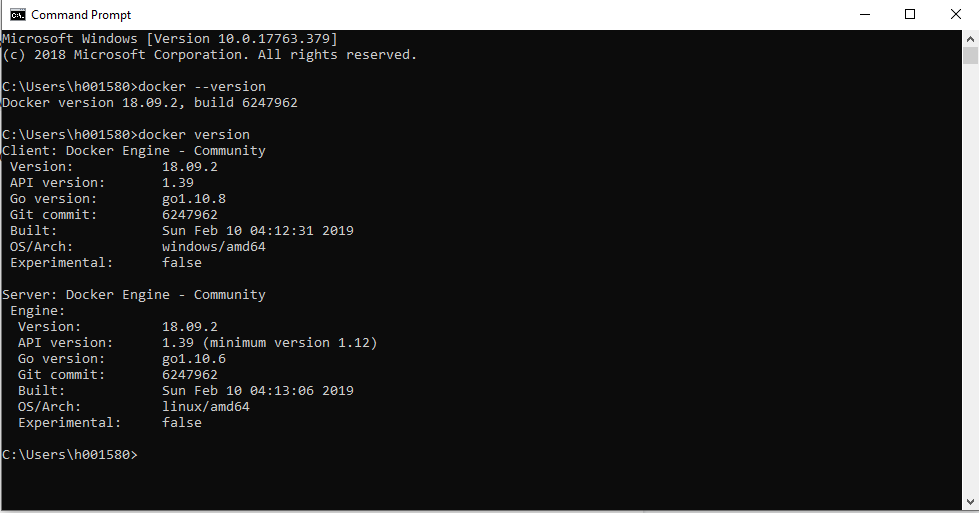 Command Prompt
Microsoft Windows [Version 10.0.17763.379]
(c) 2018 Microsoft Corporation. All rights reserved.
C:\Users\h001580>docker --version
Docker version 18.09.2, build 6247962
C:\Users\h001580>docker version
Client: Docker Engine - Community
 Version:           18.09.2
 API version:       1.39
 Go version:        go1.10.8
 Git commit:        6247962
 Built:             Sun Feb 10 04:12:31 2019
 OS/Arch:           windows/amd64
 Experimental:      false
Server: Docker Engine - Community
 Engine:
  Version:          18.09.2
  API version:      1.39 (minimum version 1.12)
  Go version:       go1.10.6
  Git commit:       6247962
  Built:            Sun Feb 10 04:13:06 2019
  OS/Arch:          linux/amd64
  Experimental:     false
C:\Users\h001580>